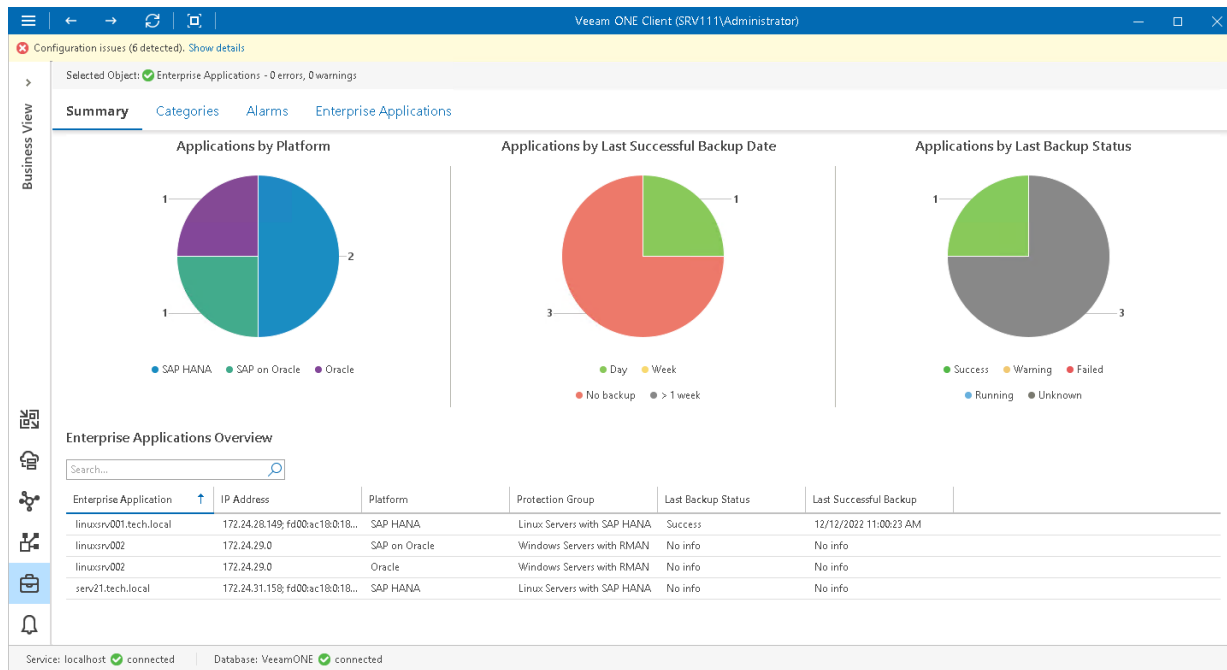 Veeam ONE Client (SRV111\Administrator)
Configuration issues (6 detected). Show details
Selected Object: Enterprise Applications - 0 errors, 0 warnings
Business View
Summary Categories Alarms Enterprise Applications
Applications by Platform
1
2
1
SAP HANA SAP on Oracle Oracle
Applications by Last Successful Backup Date
1
3
Day Week
No backup > 1 week
Applications by Last Backup Status
1
3
Success Warning Failed
Running Unknown
Enterprise Applications Overview
Search...
Enterprise Application IP Address Platform Protection Group Last Backup Status Last Successful Backup
linuxsrv001.tech.local 172.24.28.149; fd00:ac18:0:18... SAP HANA Linux Servers with SAP HANA Success 12/12/2022 11:00:23 AM
linuxsrv002 172.24.29.0 SAP on Oracle Windows Servers with RMAN No info No info
linuxsrv002 172.24.29.0 Oracle Windows Servers with RMAN No info No info
serv21.tech.local 172.24.31.158; fd00:ac18:0:18... SAP HANA Linux Servers with SAP HANA No info No info
Service: localhost connected Database: VeeamONE connected